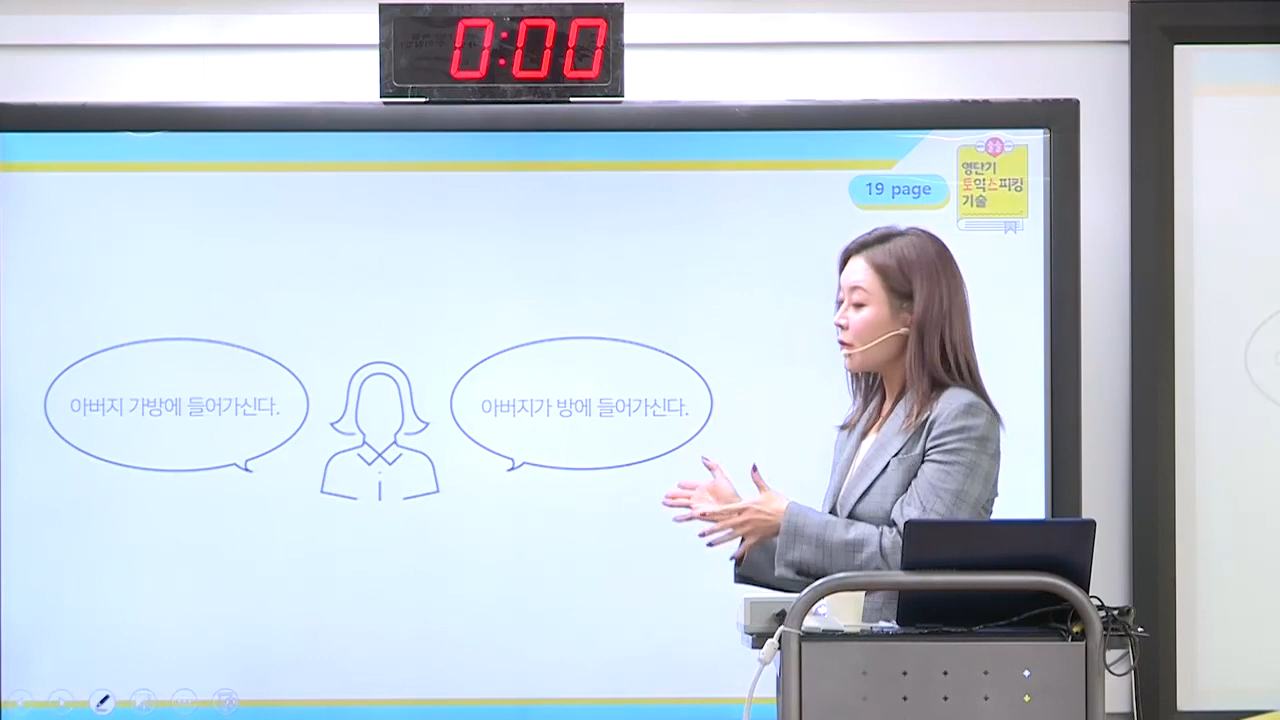 0:00
19 page
영단기
토익스피킹
기술
아버지 가방에 들어가신다.
아버지가 방에 들어가신다.